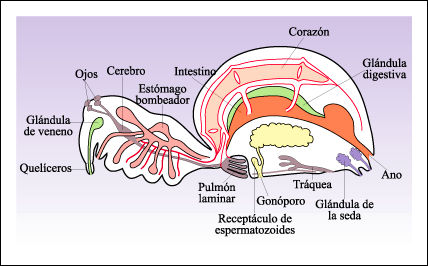 Corazón
Ojos
Cerebro
Estómago
bombeador
Intestino
Glándula
digestiva
Glándula
de veneno
Quelíceros
Pulmón
laminar
Gonóporo
Receptáculo de
espermatozoides
Tráquea
Glándula de
la seda
Ano